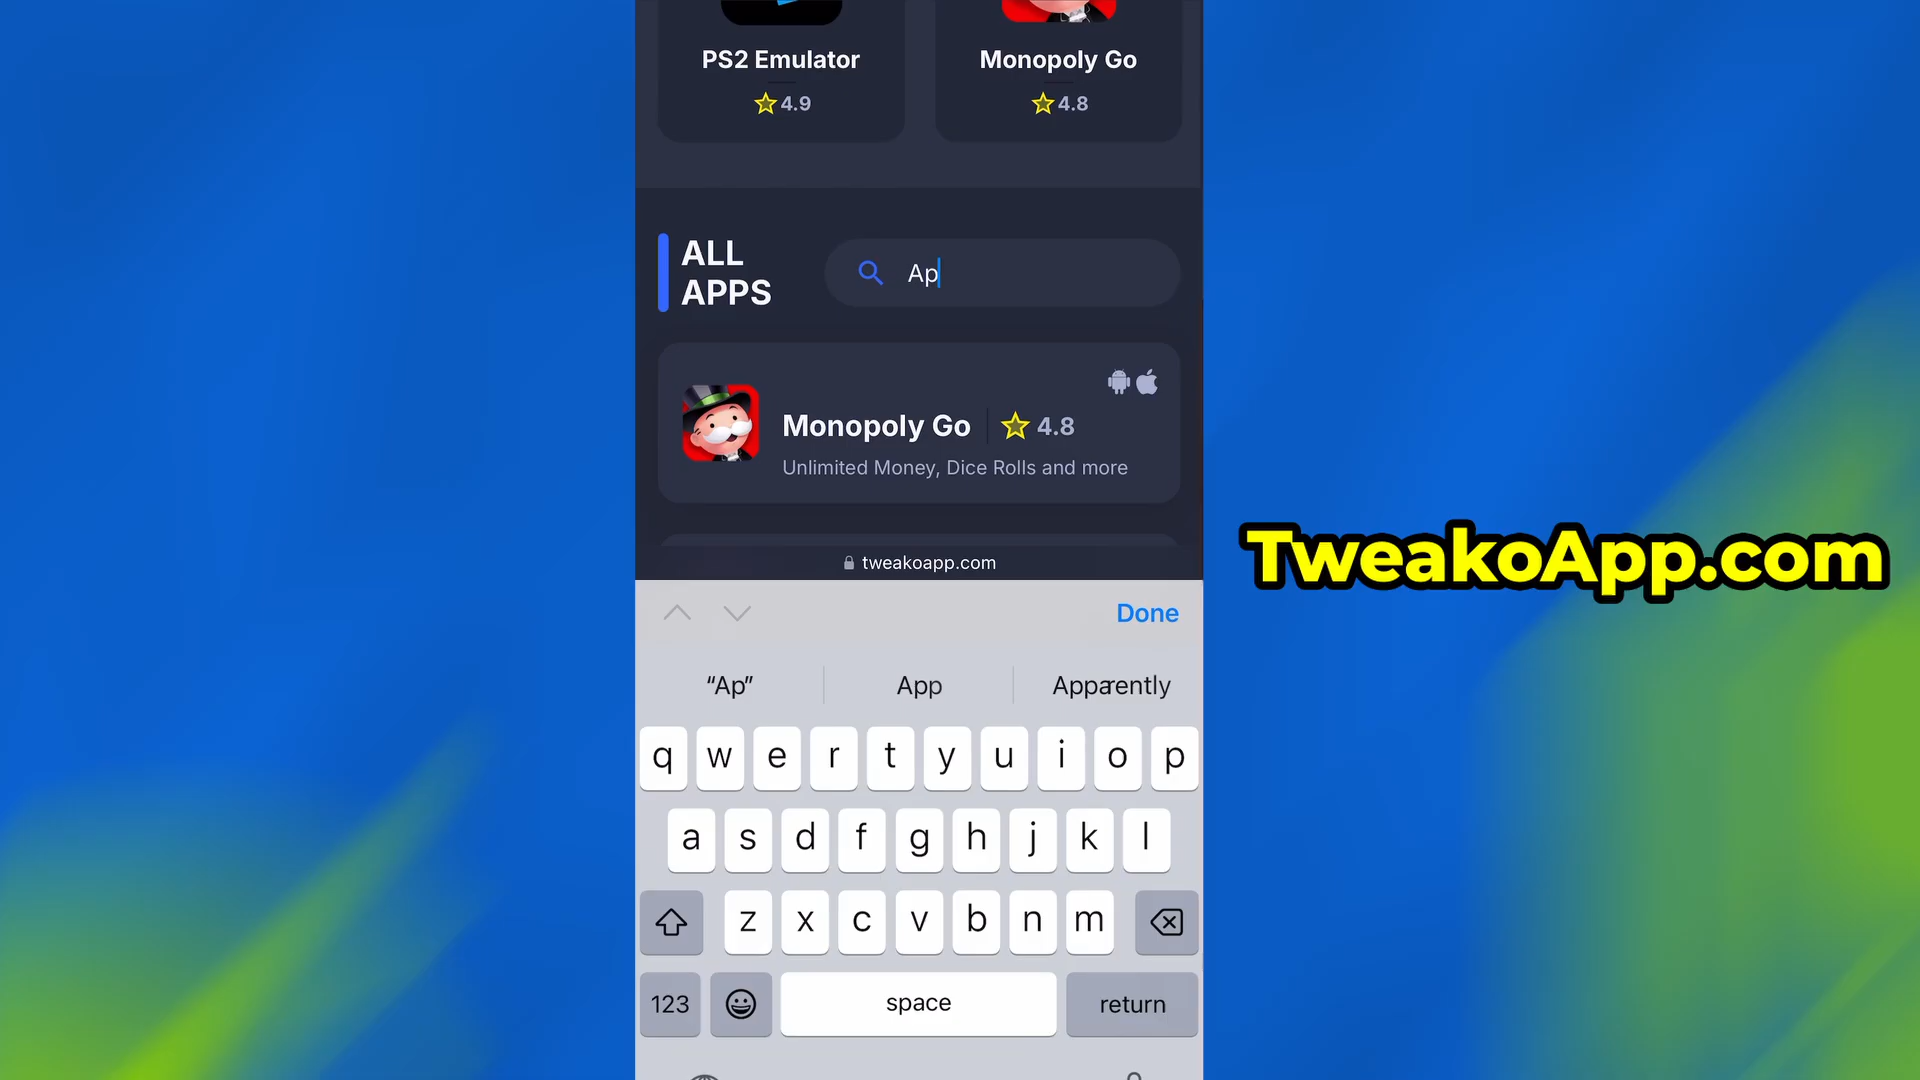 PS2 Emulator
4.9
Monopoly Go
4.8
ALL
APPS
Ap
Monopoly Go
4.8
Unlimited Money, Dice Rolls and more
tweakoapp.com
Done
“Ap”
App
Apparently
q w e r t y u i o p
a s d f g h j k l
z x c v b n m
123
space
return
TweakoApp.com